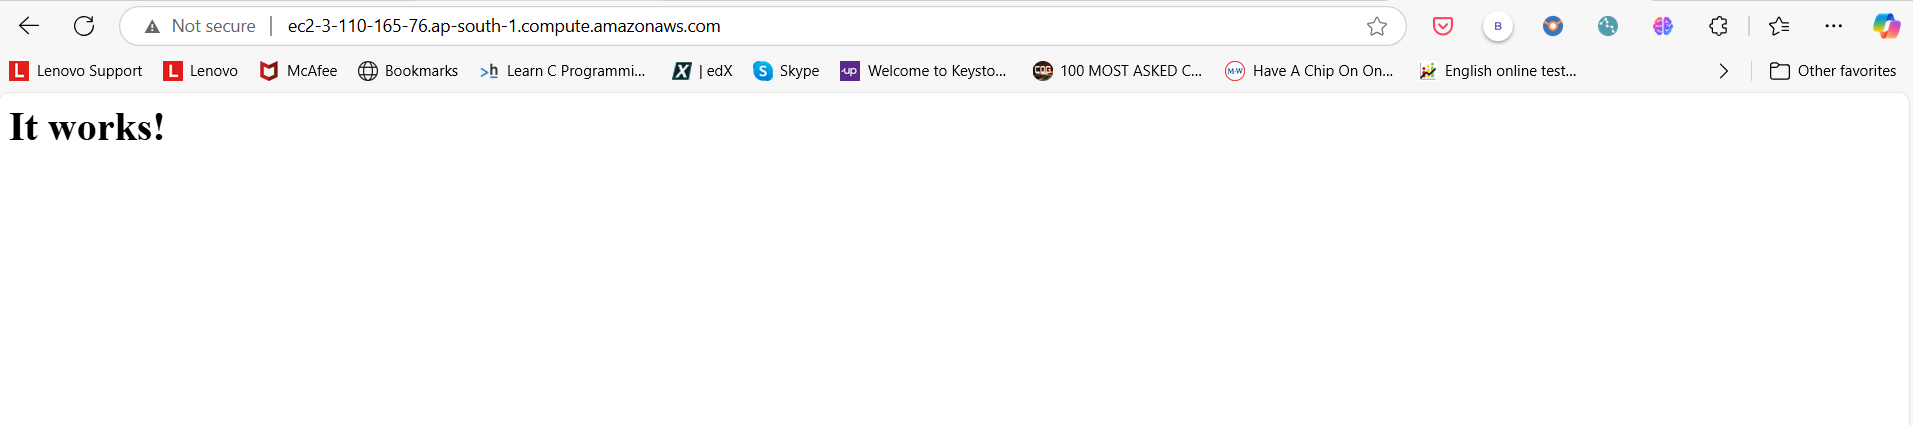 Not secure ec2-3-110-165-76.ap-south-1.compute.amazonaws.com B
L Lenovo Support L Lenovo McAfee Bookmarks >h Learn C Programmi... X | edX S Skype up Welcome to Keysto... CDG 100 MOST ASKED C... M-W Have A Chip On On... English online test... Other favorites
It works!